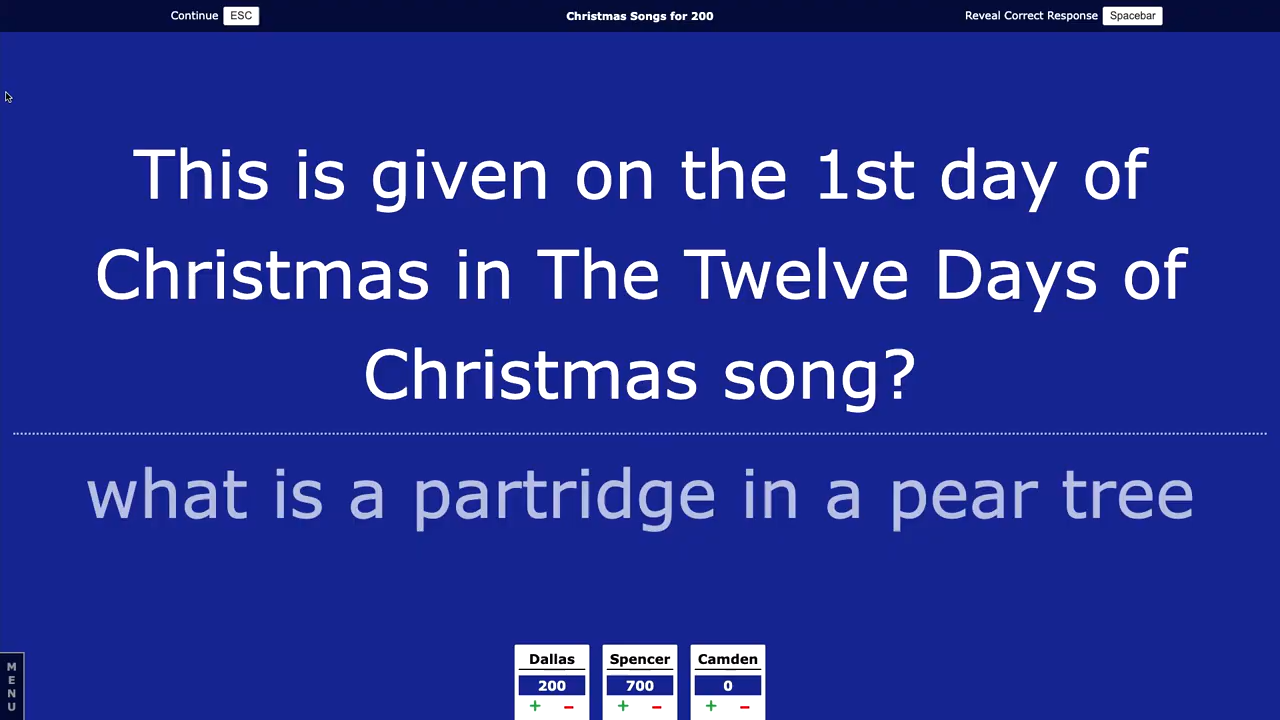 Continue ESC Christmas Songs for 200 Reveal Correct Response Spacebar
This is given on the 1st day of
Christmas in The Twelve Days of
Christmas song?
what is a partridge in a pear tree
MENU
Dallas Spencer Camden
200 700 0
+ − + − + −